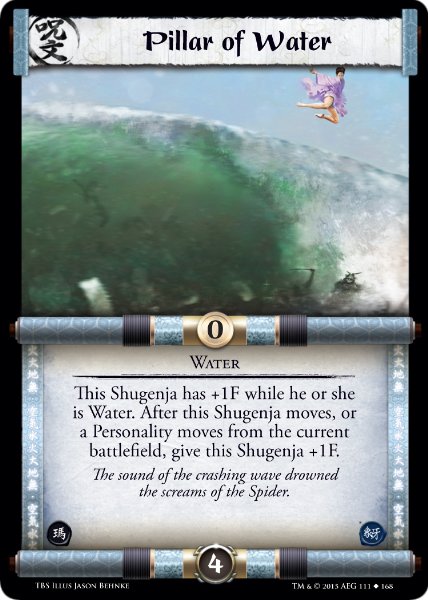 呪文
Pillar of Water
0
WATER
This Shugenja has +1F while he or she
is Water. After this Shugenja moves, or
a Personality moves from the current
battlefield, give this Shugenja +1F.
The sound of the crashing wave drowned
the screams of the Spider.
4
TBS ILLUS JASON BEHNKE
TM & © 2013 AEG 111 ◆ 168